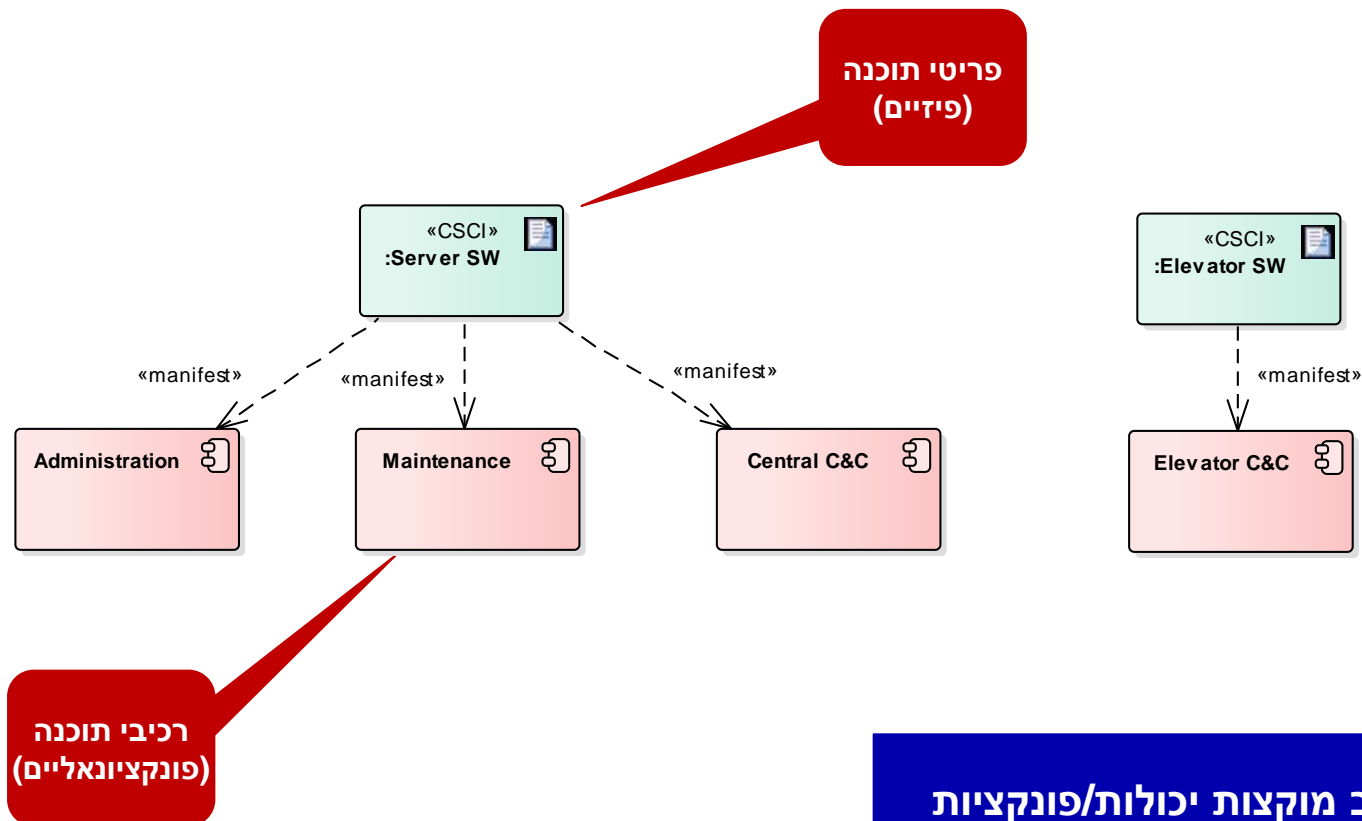 פריטי תוכנה
(פיזיים)
«CSCI»
:Server SW
«CSCI»
:Elevator SW
«manifest»
«manifest»
«manifest»
«manifest»
Administration
Maintenance
Central C&C
Elevator C&C
רכיבי תוכנה
(פונקציונאליים)
מוקצות יכולות/פונקציות